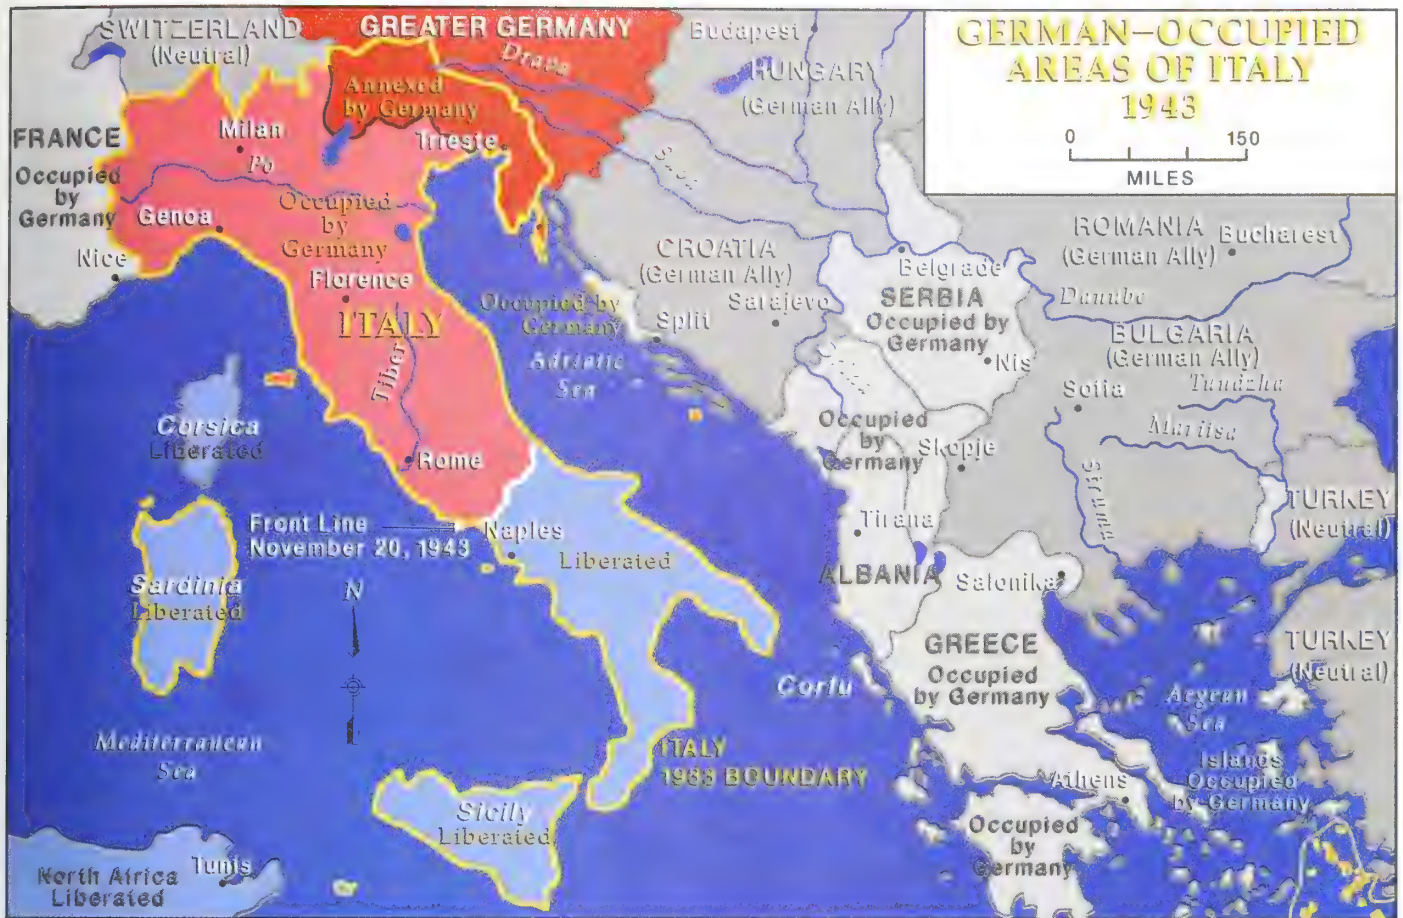 GERMAN-OCCUPIED
AREAS OF ITALY
1943
0 150
MILES
SWITZERLAND
(Neutral)
GREATER GERMANY
Drava
Annexed
by Germany
Budapest
HUNGARY
(German Ally)
FRANCE
Occupied
by
Germany
Milan
Po
Trieste
Sava
Genoa
Nice
Occupied
by
Germany
Florence
ITALY
Tiber
CROATIA
(German Ally)
Sarajevo
Split
Occupied by
Germany
Adriatic
Sea
Belgrade
SERBIA
Occupied by
Germany
Nis
ROMANIA
(German Ally)
Bucharest
Danube
BULGARIA
(German Ally)
Sofia
Tundzha
Maritsa
Struma
Corsica
Liberated
Rome
Occupied
by
Germany
Skopje
TURKEY
(Neutral)
Front Line
November 20, 1943
Naples
Liberated
Tirana
ALBANIA
Salonika
Sardinia
Liberated
N
GREECE
Occupied
by Germany
TURKEY
(Neutral)
Corfu
Aegean
Sea
Mediterranean
Sea
ITALY
1933 BOUNDARY
Islands
Occupied
by Germany
Athens
Sicily
Liberated
Occupied
by
Germany
North Africa
Liberated
Tunis